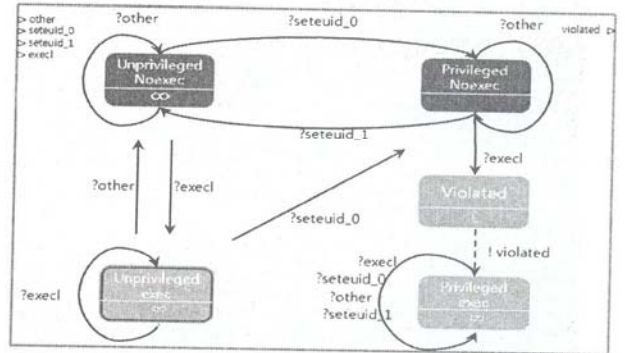 other
seteuid_0
seteuid_1
execl
violated
?other
?seteuid_0
?other
Unprivileged
Noexec
∞
Privileged
Noexec
∞
?seteuid_1
?other
?execl
?execl
Violated
?seteuid_0
! violated
?execl
Unprivileged
exec
∞
?execl
?seteuid_0
?other
?seteuid_1
Privileged
exec
∞